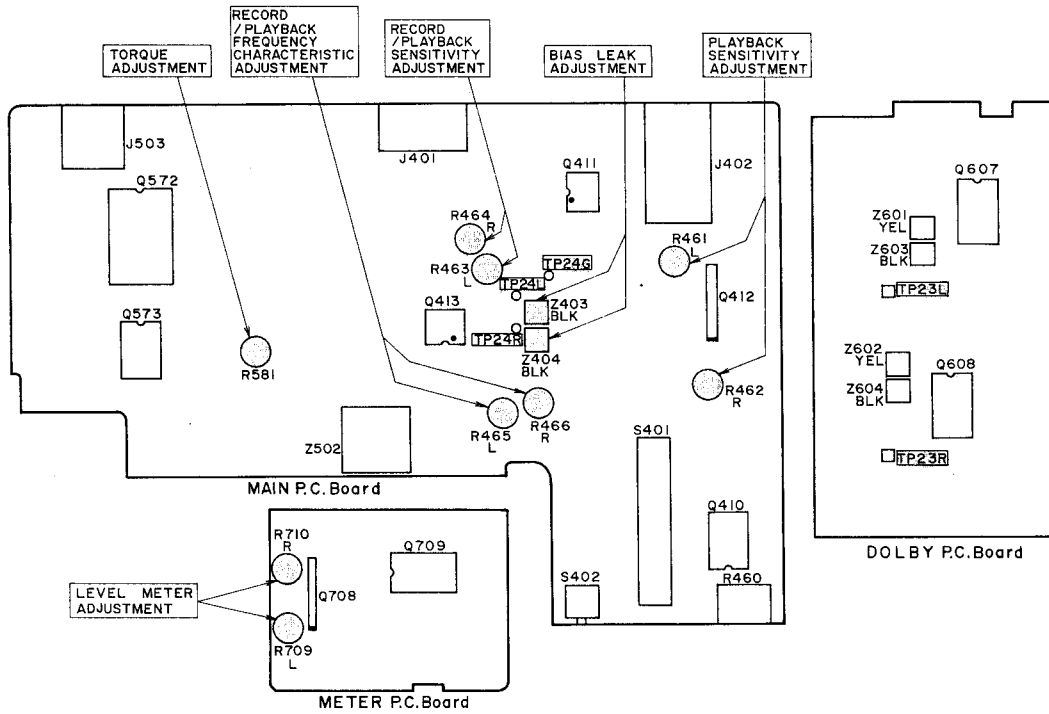 RECORD
/PLAYBACK
FREQUENCY
CHARACTERISTIC
ADJUSTMENT
RECORD
/PLAYBACK
SENSITIVITY
ADJUSTMENT
TORQUE
ADJUSTMENT
BIAS LEAK
ADJUSTMENT
PLAYBACK
SENSITIVITY
ADJUSTMENT
J503
J401
J402
Q411
Q572
R464
R
R463
L
TP24G
TP24L
R461
L
Q412
Q573
Q413
Z403
BLK
TP24R
Z404
BLK
R581
R462
R
R465
L
R466
R
S401
Z502
MAIN P.C.Board
Q410
S402
R460
Q607
Z601
YEL
Z603
BLK
TP23L
Z602
YEL
Z604
BLK
Q608
TP23R
DOLBY P.C.Board
R710
R
Q709
Q708
LEVEL METER
ADJUSTMENT
R709
L
METER P.C.Board